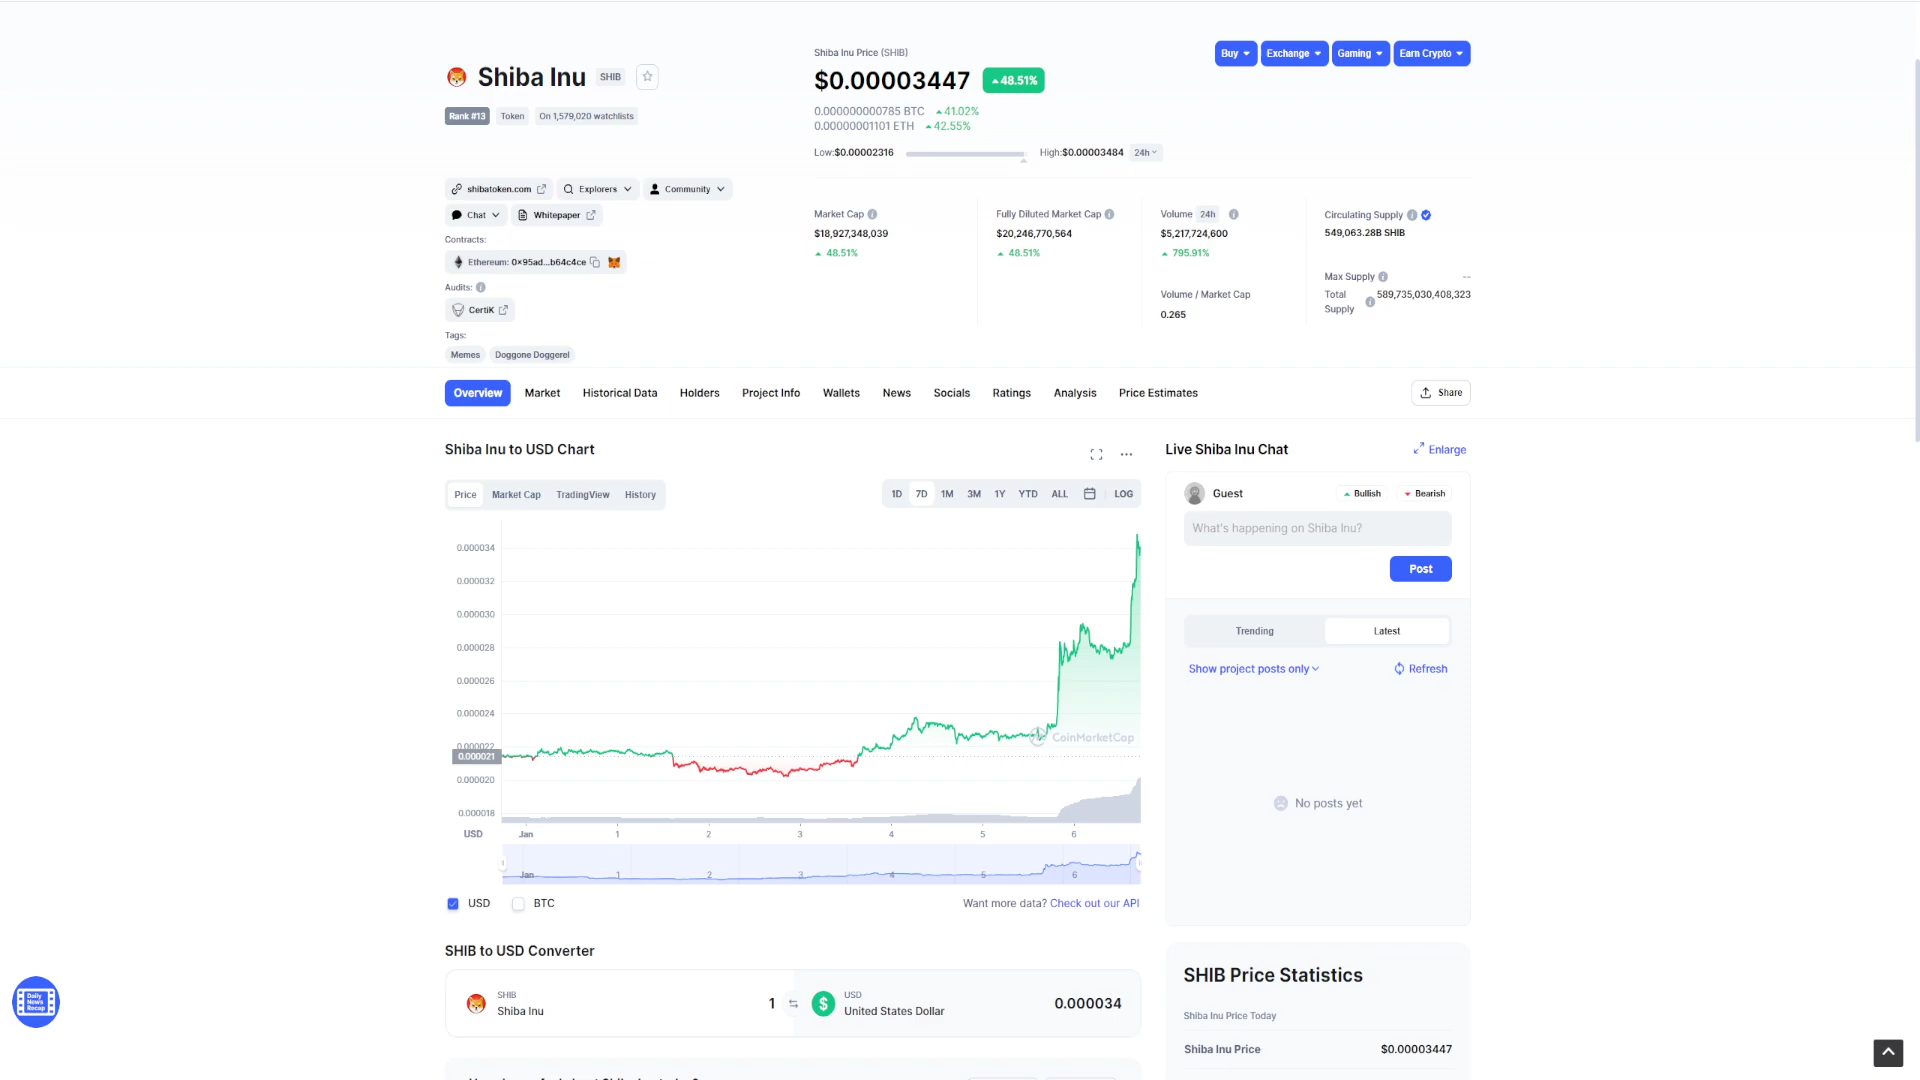 Shiba Inu SHIB
Rank #13 Token On 1,579,020 watchlists
shibatoken.com Explorers Community
Chat Whitepaper
Contracts:
Ethereum: 0x95ad...b64c4ce
Audits:
CertiK
Tags:
Memes Doggone Doggerel
Shiba Inu Price (SHIB)
$0.00003447 48.51%
0.000000000785 BTC 41.02%
0.00000001101 ETH 42.55%
Low:$0.00002316 High:$0.00003484 24h
Buy Exchange Gaming Earn Crypto
Market Cap
$18,927,348,039
48.51%
Fully Diluted Market Cap
$20,246,770,564
48.51%
Volume 24h
$5,217,724,600
795.91%
Volume / Market Cap
0.265
Circulating Supply
549,063.28B SHIB
Max Supply --
Total Supply 589,735,030,408,323
Overview Market Historical Data Holders Project Info Wallets News Socials Ratings Analysis Price Estimates Share
Shiba Inu to USD Chart
Price Market Cap TradingView History
1D 7D 1M 3M 1Y YTD ALL LOG
0.000034
0.000032
0.000030
0.000028
0.000026
0.000024
0.000022
0.000021
0.000020
0.000018
CoinMarketCap
USD Jan 1 2 3 4 5 6
Jan 1 2 3 4 5 6
USD BTC
Want more data? Check out our API
SHIB to USD Converter
SHIB
Shiba Inu
1
USD
United States Dollar
0.000034
Live Shiba Inu Chat Enlarge
Guest Bullish Bearish
What's happening on Shiba Inu?
Post
Trending Latest
Show project posts only Refresh
No posts yet
SHIB Price Statistics
Shiba Inu Price Today
Shiba Inu Price $0.00003447
Daily
News
Recap